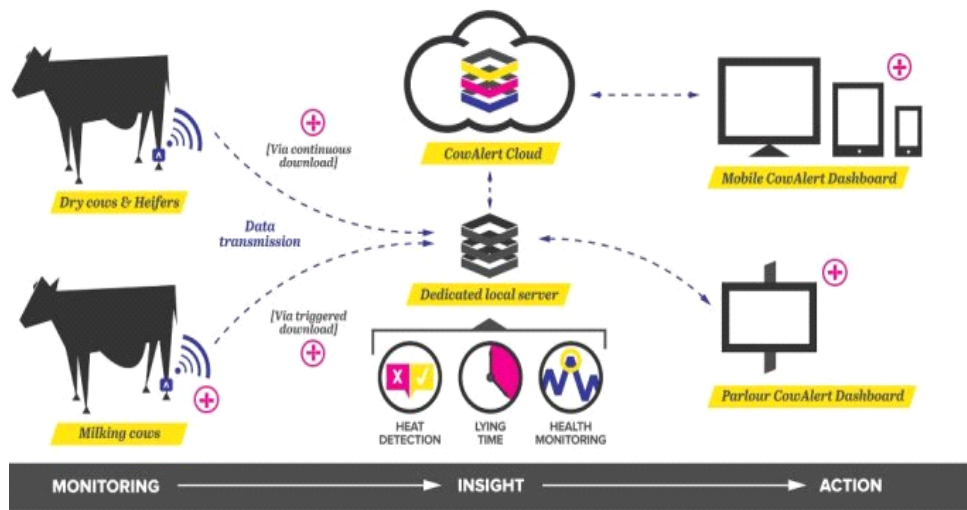 Dry cows & Heifers
[Via continuous
download]
Data
transmission
Milking cows
[Via triggered
download]
CowAlert Cloud
Dedicated local server
X
HEAT
DETECTION
LYING
TIME
HEALTH
MONITORING
Mobile CowAlert Dashboard
Parlour CowAlert Dashboard
MONITORING
INSIGHT
ACTION